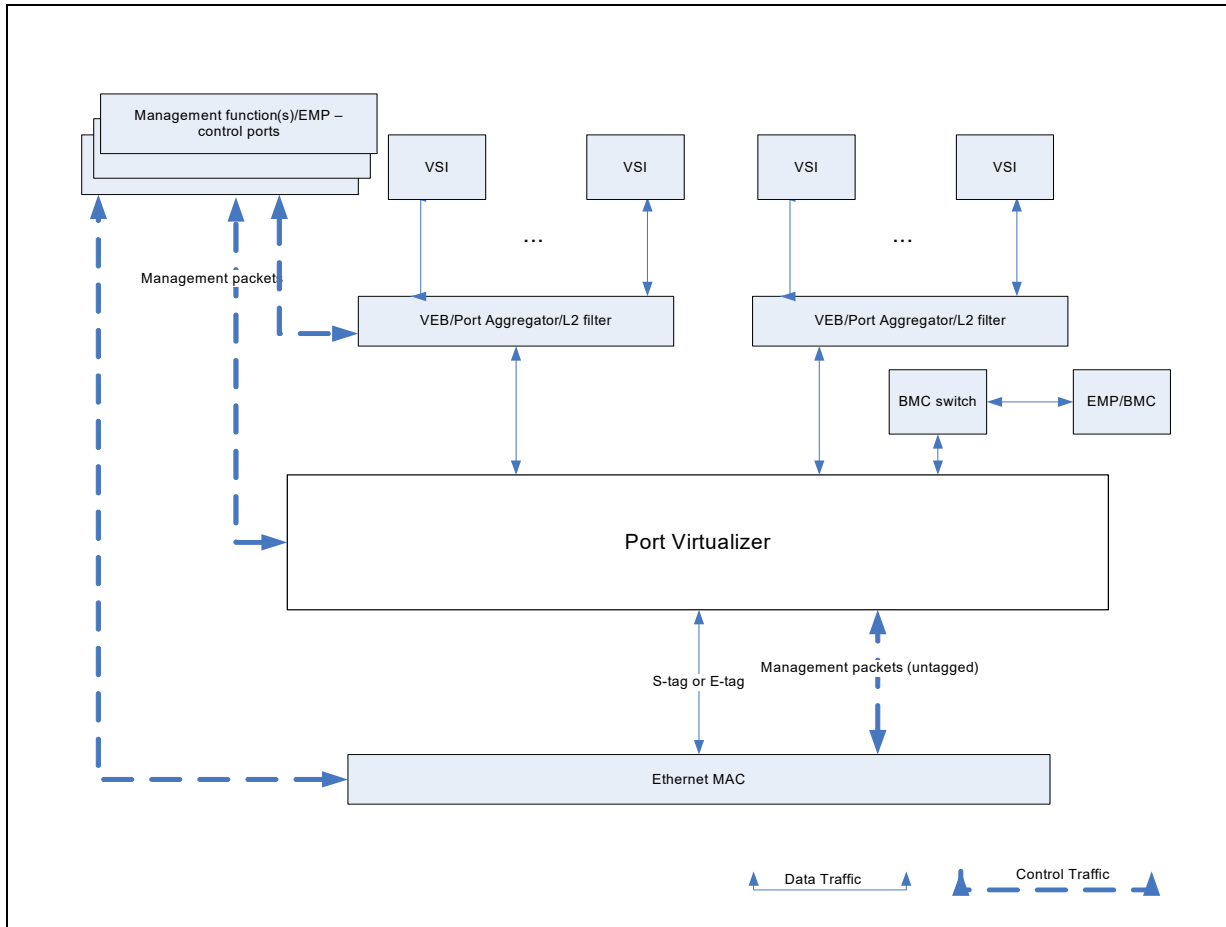 Management function(s)/EMP –
control ports
VSI
VSI
VSI
VSI
...
...
Management packets
VEB/Port Aggregator/L2 filter
VEB/Port Aggregator/L2 filter
BMC switch
EMP/BMC
Port Virtualizer
Management packets (untagged)
S-tag or E-tag
Ethernet MAC
Data Traffic
Control Traffic